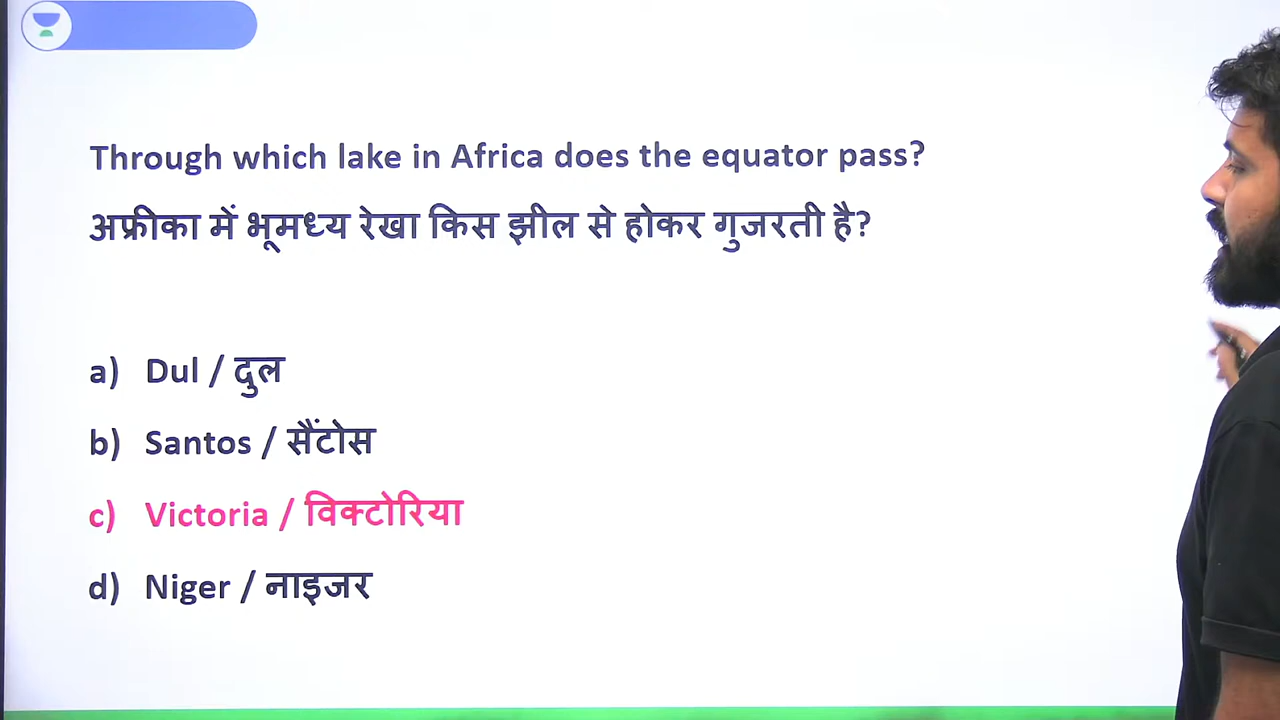 Through which lake in Africa does the equator pass?
अफ्रीका में भूमध्य रेखा किस झील से होकर गुजरती है?
a) Dul / दुल
b) Santos / सैंटोस
c) Victoria / विक्टोरिया
d) Niger / नाइजर